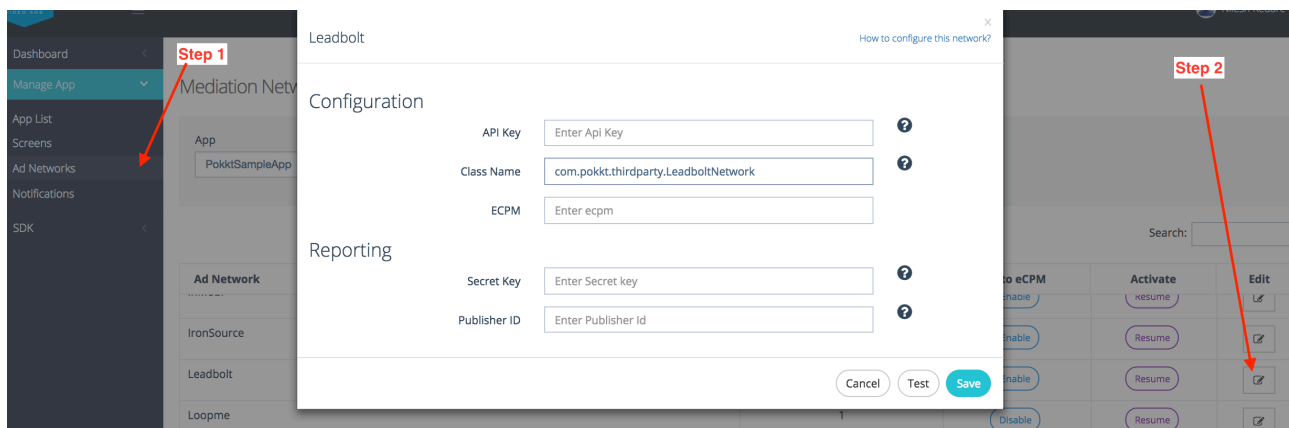 Leadbolt
x
How to configure this network?
Dashboard
Step 1
Manage App
Mediation Netw
Step 2
Configuration
App List
Screens
Ad Networks
Notifications
SDK
App
PokktSampleApp
API Key Enter Api Key ?
Class Name com.pokkt.thirdparty.LeadboltNetwork ?
ECPM Enter ecpm
Reporting
Search:
Secret Key Enter Secret key ?
Publisher ID Enter Publisher Id ?
Ad Network to eCPM Activate Edit
Enable Resume
IronSource Enable Resume
Leadbolt Enable Resume
Cancel Test Save
Loopme 1 Disable Resume